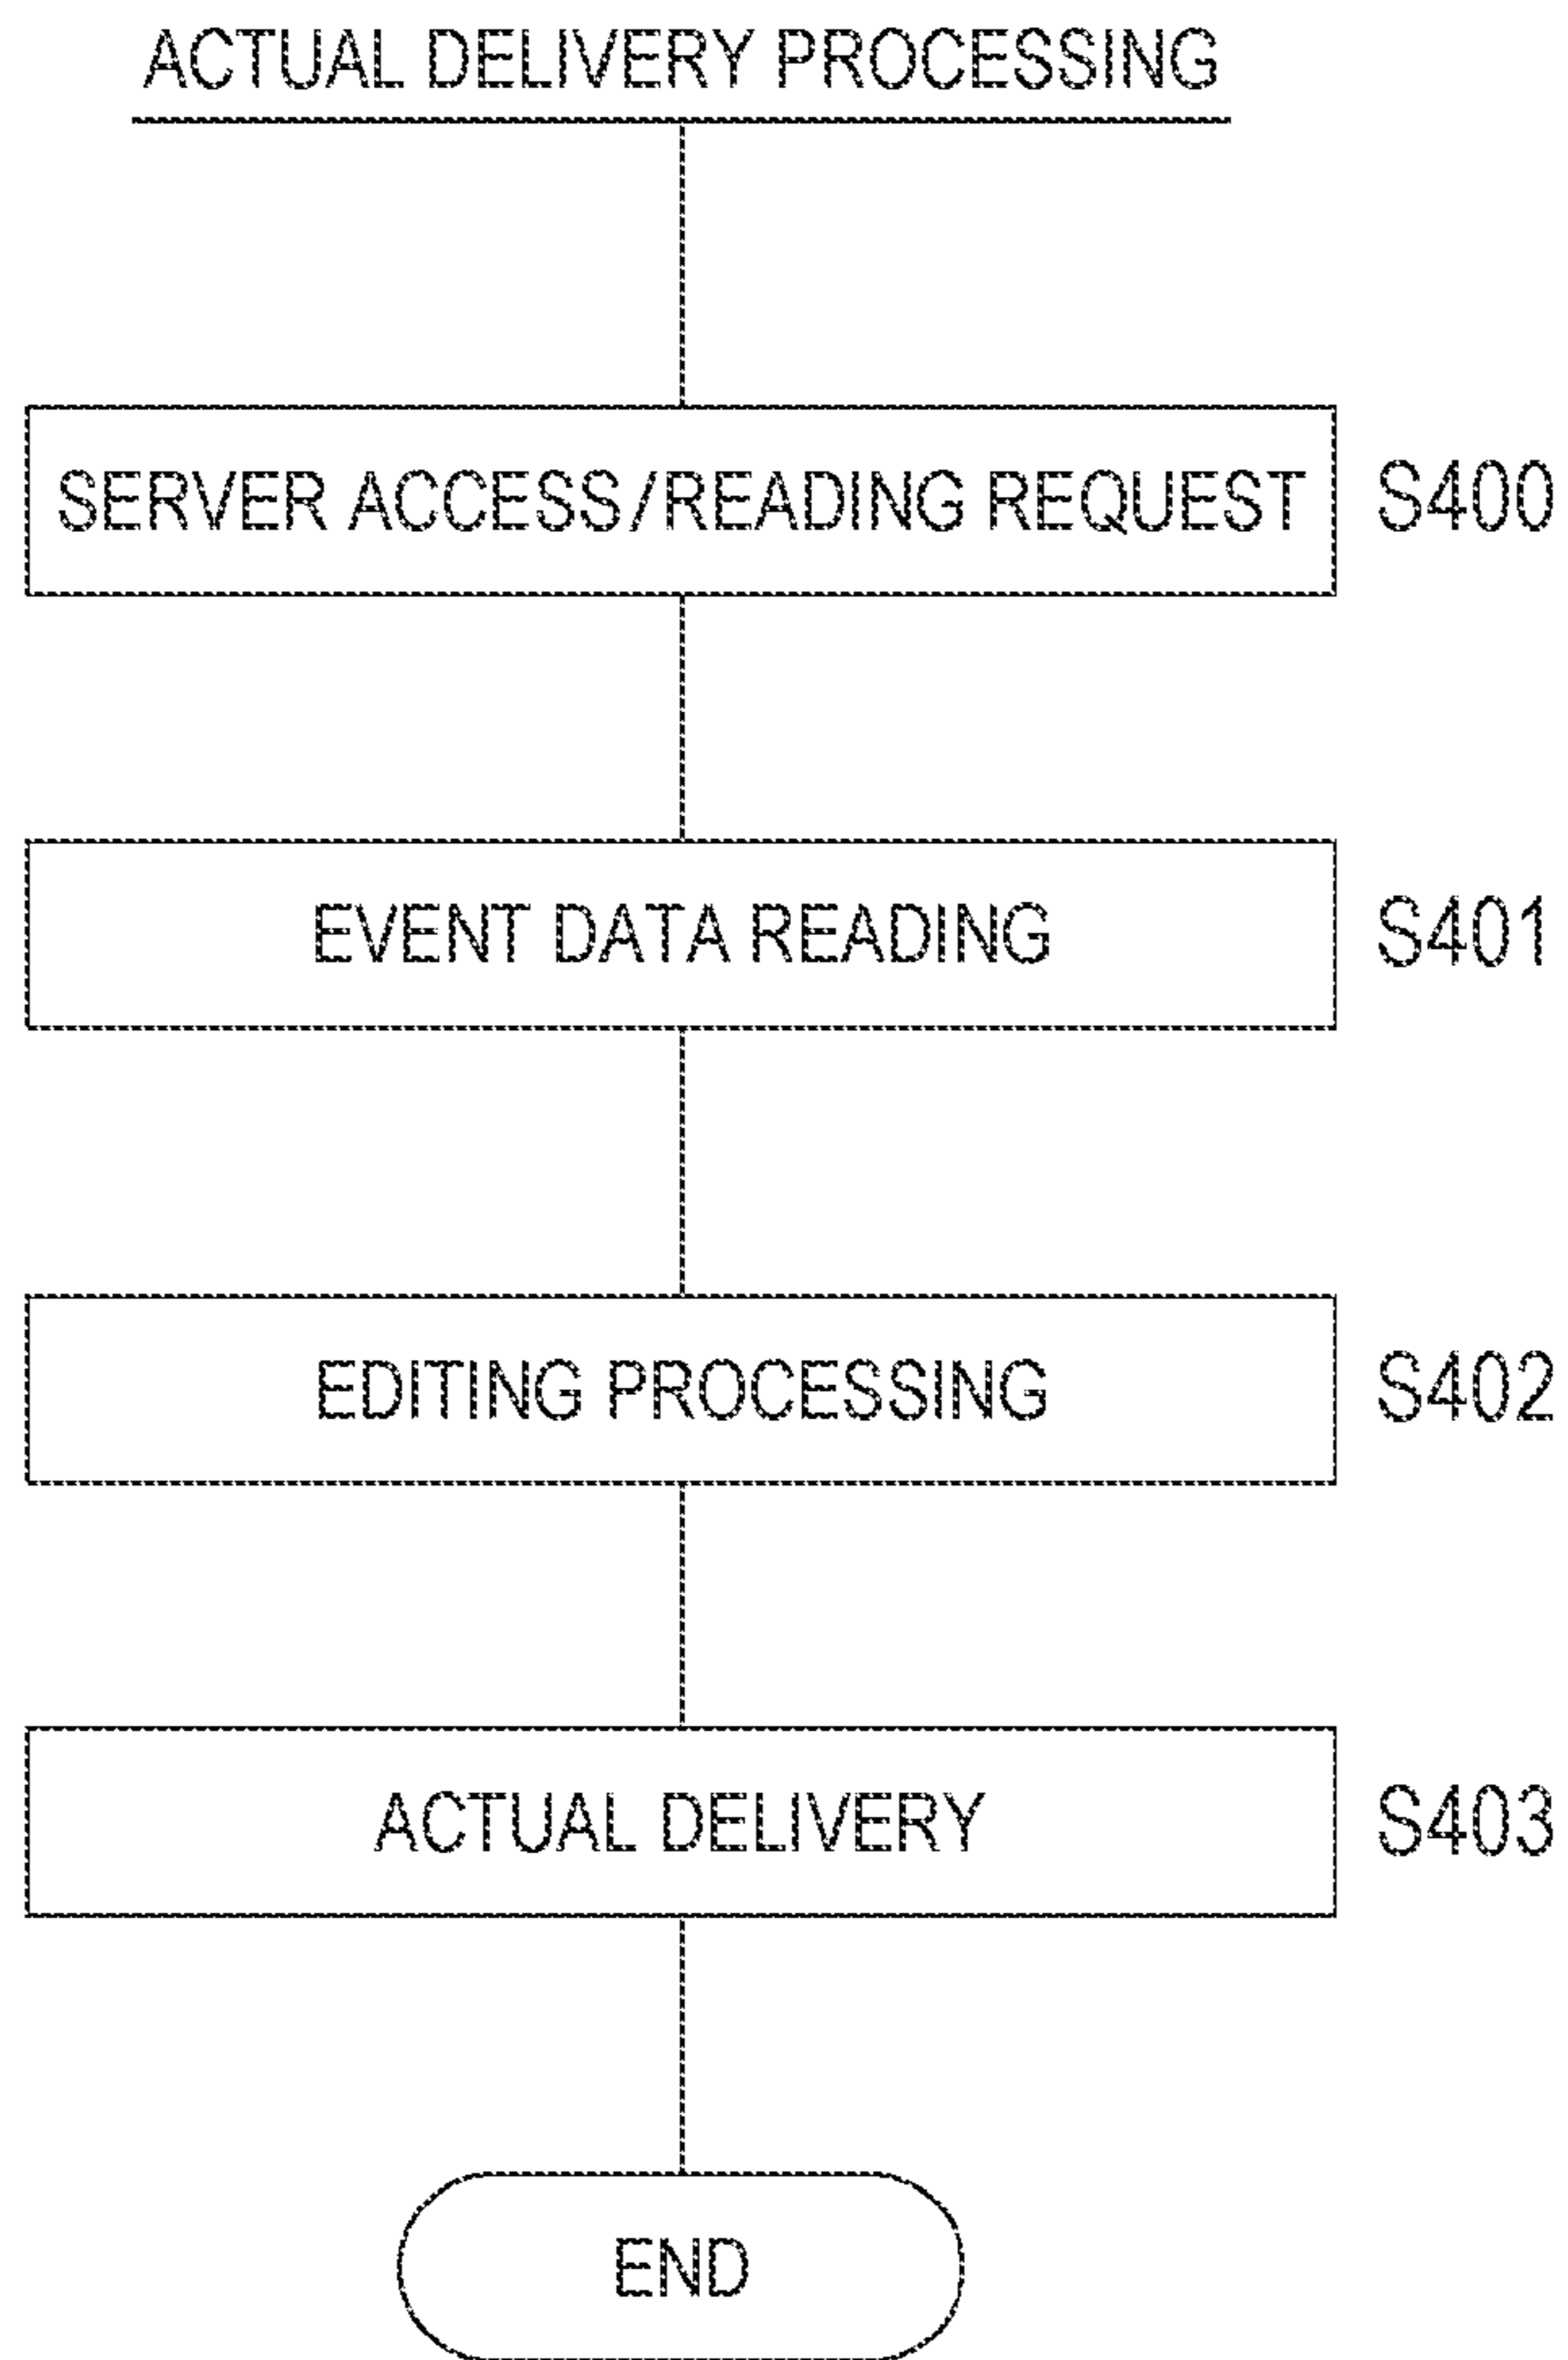 ACTUAL DELIVERY PROCESSING
SERVER ACCESS/READING REQUEST S400
EVENT DATA READING S401
EDITING PROCESSING S402
ACTUAL DELIVERY S403
END